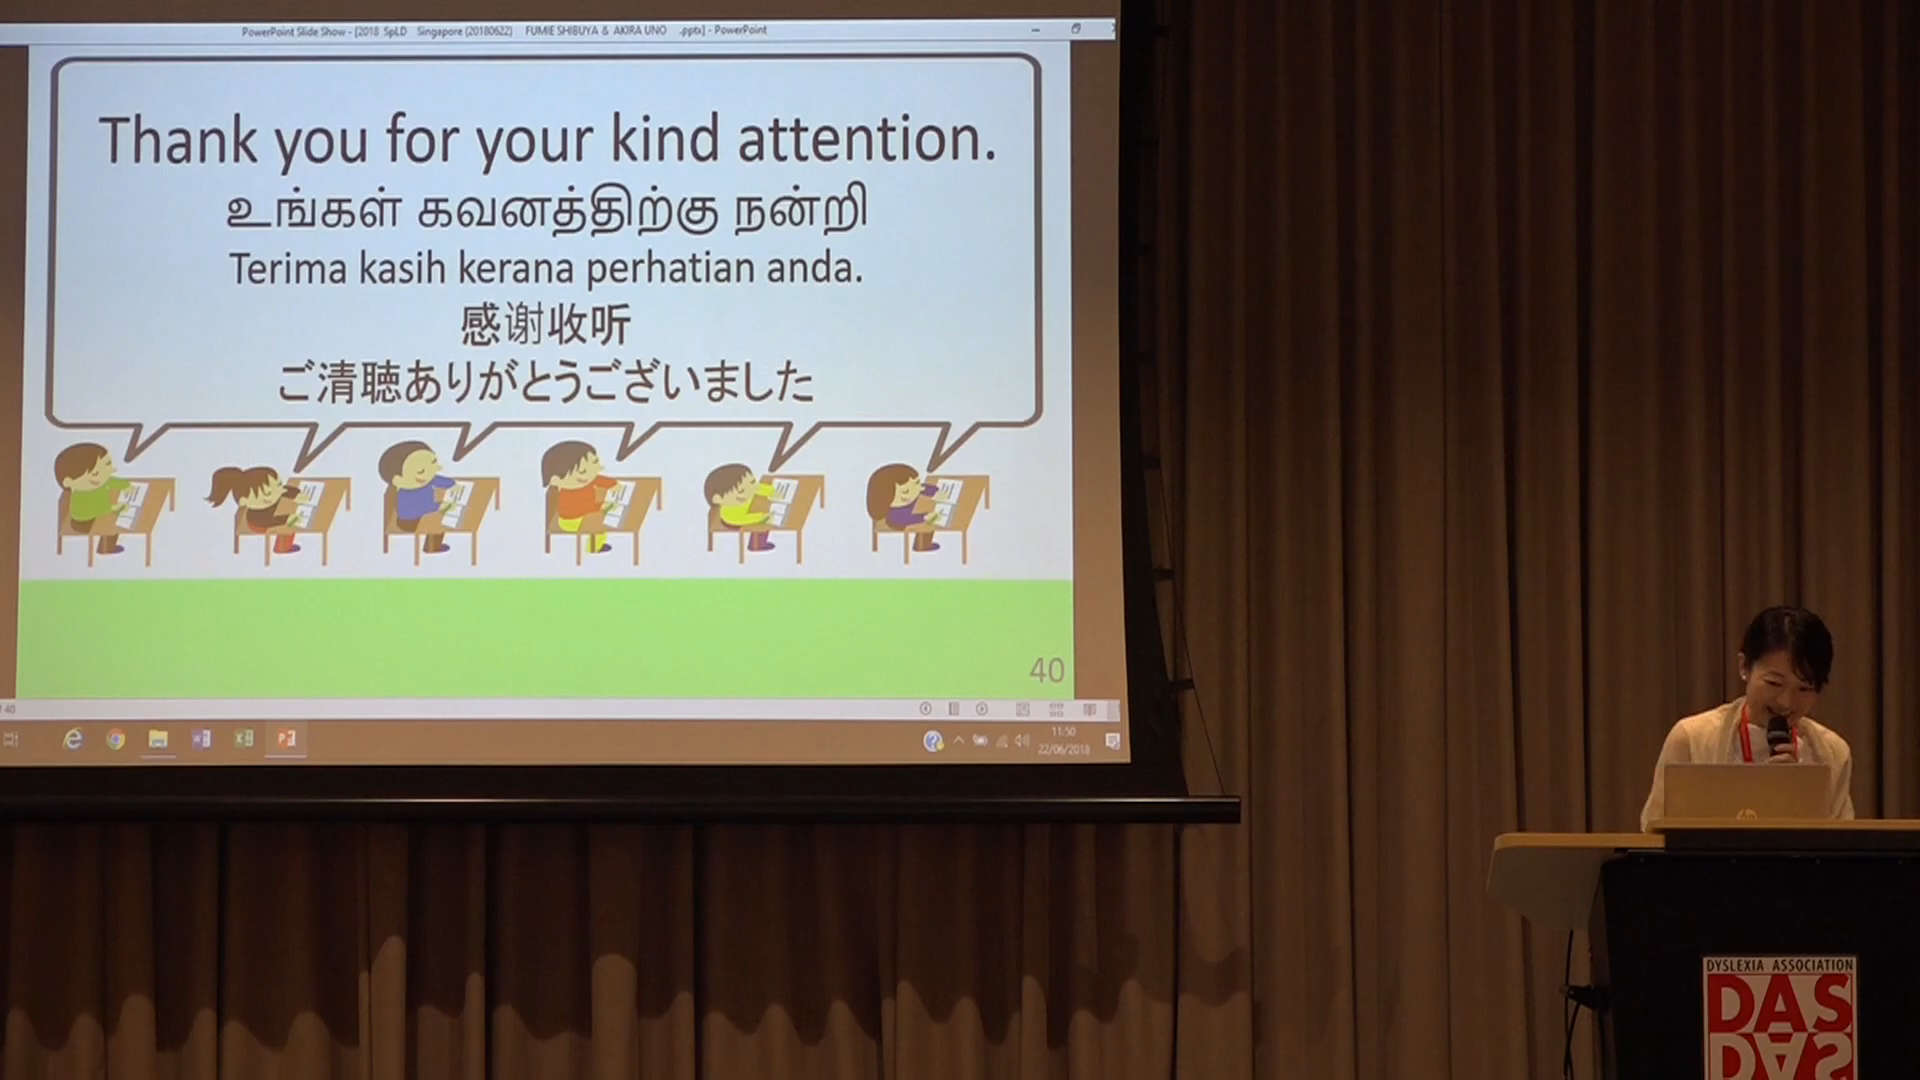 PowerPoint Slide Show - [2018 SpLD Singapore (20180622) FUMIE SHIBUYA & AKIRA UNO .pptx] - PowerPoint
Thank you for your kind attention.
உங்கள் கவனத்திற்கு நன்றி
Terima kasih kerana perhatian anda.
感谢收听
ご清聴ありがとうございました
40
40
11:50
22/06/2018
DYSLEXIA ASSOCIATION
DAS
DAS